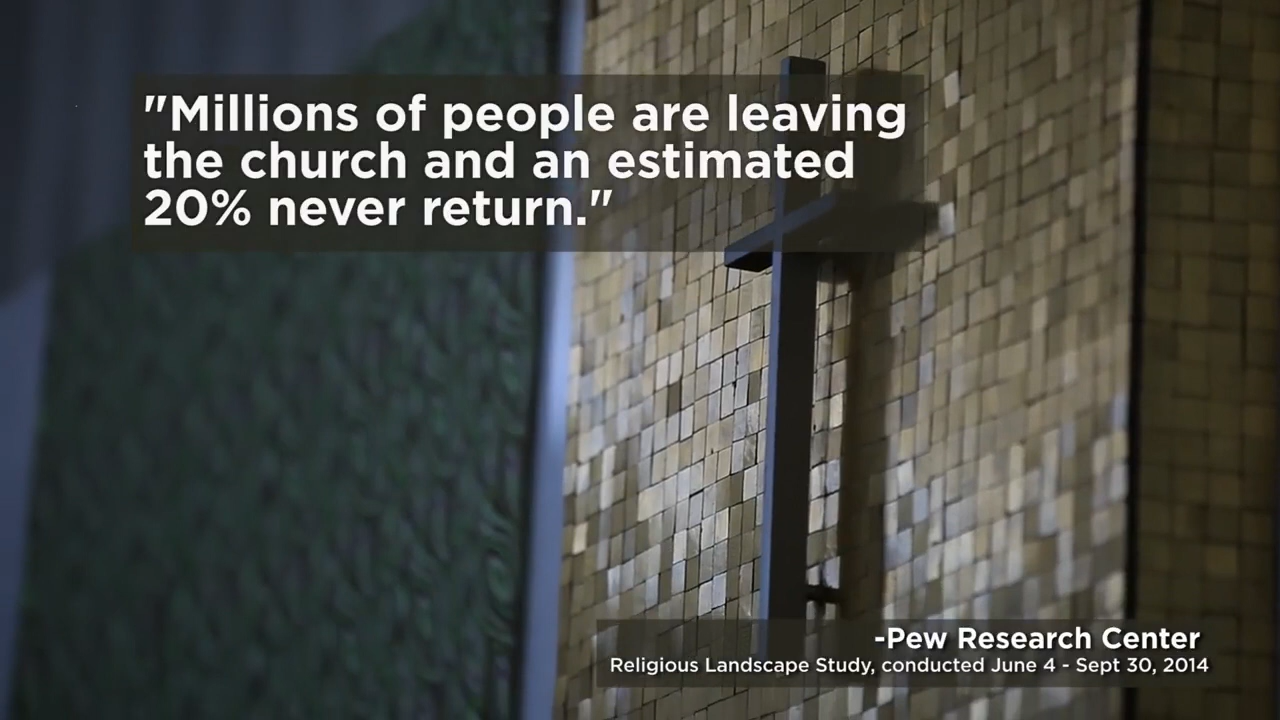 "Millions of people are leaving
the church and an estimated
20% never return."
-Pew Research Center
Religious Landscape Study, conducted June 4 - Sept 30, 2014